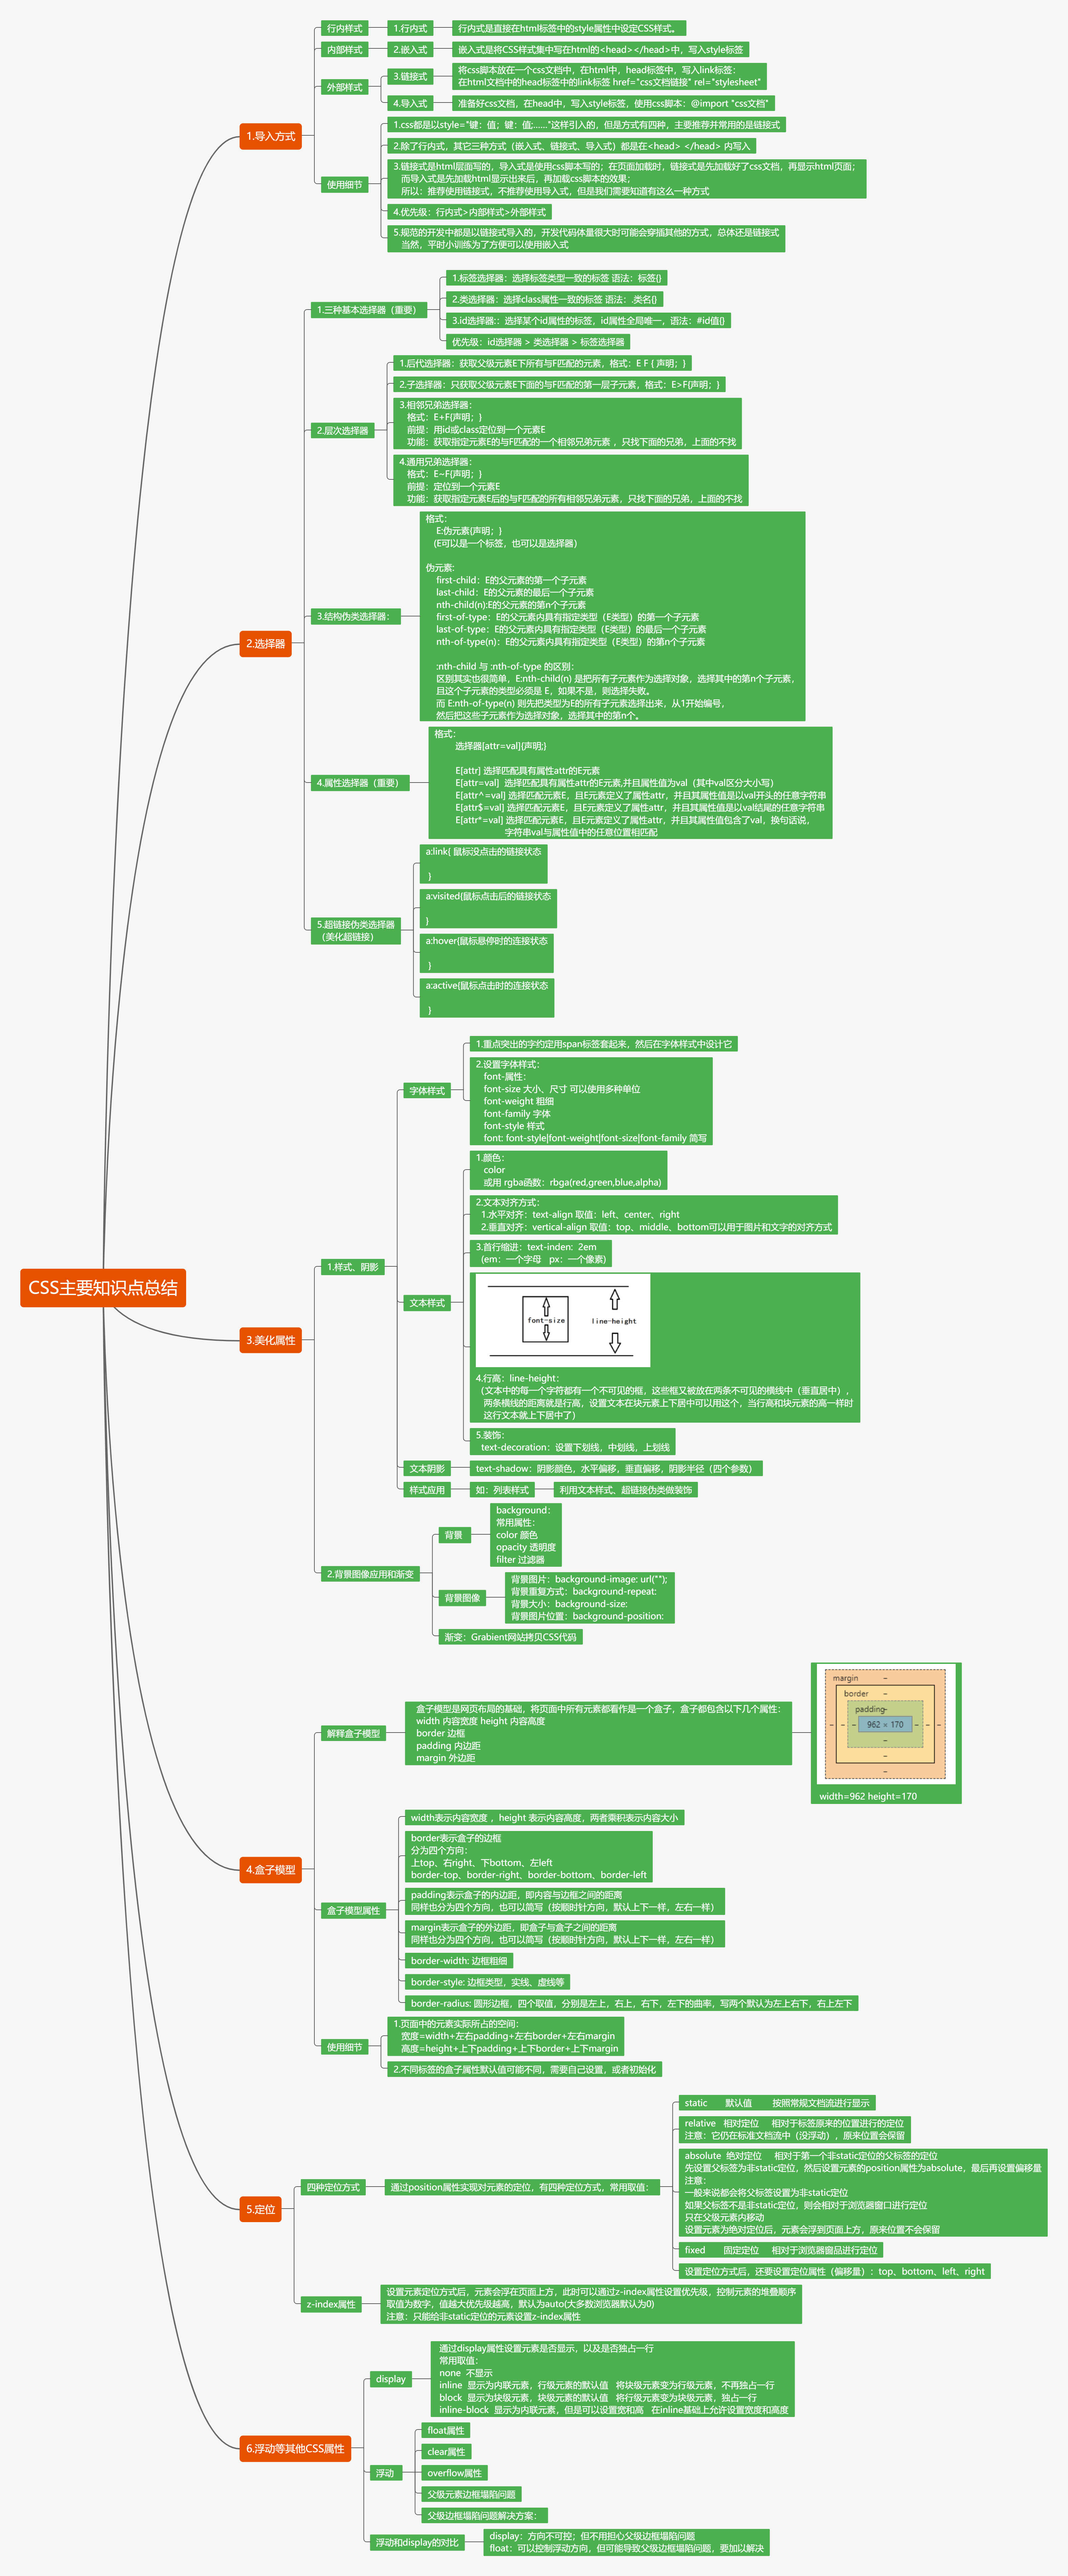 CSS主要知识点总结
1.导入方式
行内样式
1.行内式
行内式是直接在html标签中的style属性中设定CSS样式。
内部样式
2.嵌入式
嵌入式是将CSS样式集中写在html的<head></head>中，写入style标签
外部样式
3.链接式
将css脚本放在一个css文档中，在html中，head标签中，写入link标签：
在html文档中的head标签中的link标签 href="css文档链接" rel="stylesheet"
4.导入式
准备好css文档，在head中，写入style标签，使用css脚本：@import "css文档"
使用细节
1.css都是以style="键：值；键：值;……"这样引入的，但是方式有四种，主要推荐并常用的是链接式
2.除了行内式，其它三种方式（嵌入式、链接式、导入式）都是在<head> </head> 内写入
3.链接式是html层面写的，导入式是使用css脚本写的；在页面加载时，链接式是先加载好了css文档，再显示html页面；
而导入式是先加载html显示出来后，再加载css脚本的效果；
所以：推荐使用链接式，不推荐使用导入式，但是我们需要知道有这么一种方式
4.优先级：行内式>内部样式>外部样式
5.规范的开发中都是以链接式导入的，开发代码体量很大时可能会穿插其他的方式，总体还是链接式
当然，平时小训练为了方便可以使用嵌入式
2.选择器
1.三种基本选择器（重要）
1.标签选择器：选择标签类型一致的标签 语法：标签{}
2.类选择器：选择class属性一致的标签 语法：.类名{}
3.id选择器:：选择某个id属性的标签，id属性全局唯一，语法：#id值{}
优先级：id选择器 > 类选择器 > 标签选择器
2.层次选择器
1.后代选择器：获取父级元素E下所有与F匹配的元素，格式：E F { 声明；}
2.子选择器：只获取父级元素E下面的与F匹配的第一层子元素，格式：E>F{声明；}
3.相邻兄弟选择器：
格式：E+F{声明；}
前提：用id或class定位到一个元素E
功能：获取指定元素E的与F匹配的一个相邻兄弟元素 ，只找下面的兄弟，上面的不找
4.通用兄弟选择器：
格式：E~F{声明；}
前提：定位到一个元素E
功能：获取指定元素E后的与F匹配的所有相邻兄弟元素，只找下面的兄弟，上面的不找
3.结构伪类选择器：
格式：
E:伪元素{声明；}
(E可以是一个标签，也可以是选择器）
伪元素:
first-child：E的父元素的第一个子元素
last-child：E的父元素的最后一个子元素
nth-child(n):E的父元素的第n个子元素
first-of-type：E的父元素内具有指定类型（E类型）的第一个子元素
last-of-type：E的父元素内具有指定类型（E类型）的最后一个子元素
nth-of-type(n)：E的父元素内具有指定类型（E类型）的第n个子元素
:nth-child 与 :nth-of-type 的区别：
区别其实也很简单，E:nth-child(n) 是把所有子元素作为选择对象，选择其中的第n个子元素，
且这个子元素的类型必须是 E，如果不是，则选择失败。
而 E:nth-of-type(n) 则先把类型为E的所有子元素选择出来，从1开始编号，
然后把这些子元素作为选择对象，选择其中的第n个。
4.属性选择器（重要）
格式：
选择器[attr=val]{声明;}
E[attr] 选择匹配具有属性attr的E元素
E[attr=val] 选择匹配具有属性attr的E元素,并且属性值为val（其中val区分大小写）
E[attr^=val] 选择匹配元素E，且E元素定义了属性attr，并且其属性值是以val开头的任意字符串
E[attr$=val] 选择匹配元素E，且E元素定义了属性attr，并且其属性值是以val结尾的任意字符串
E[attr*=val] 选择匹配元素E，且E元素定义了属性attr，并且其属性值包含了val，换句话说，
字符串val与属性值中的任意位置相匹配
5.超链接伪类选择器
（美化超链接）
a:link{ 鼠标没点击的链接状态
}
a:visited{鼠标点击后的链接状态
}
a:hover{鼠标悬停时的连接状态
}
a:active{鼠标点击时的连接状态
}
3.美化属性
1.样式、阴影
字体样式
1.重点突出的字约定用span标签套起来，然后在字体样式中设计它
2.设置字体样式：
font-属性：
font-size 大小、尺寸 可以使用多种单位
font-weight 粗细
font-family 字体
font-style 样式
font: font-style|font-weight|font-size|font-family 简写
文本样式
1.颜色：
color
或用 rgba函数：rbga(red,green,blue,alpha)
2.文本对齐方式：
1.水平对齐：text-align 取值：left、center、right
2.垂直对齐：vertical-align 取值：top、middle、bottom可以用于图片和文字的对齐方式
3.首行缩进：text-inden: 2em
(em：一个字母 px：一个像素)
font-size
line-height
4.行高：line-height：
（文本中的每一个字符都有一个不可见的框，这些框又被放在两条不可见的横线中（垂直居中），
两条横线的距离就是行高，设置文本在块元素上下居中可以用这个，当行高和块元素的高一样时
这行文本就上下居中了）
5.装饰：
text-decoration：设置下划线，中划线，上划线
文本阴影
text-shadow：阴影颜色，水平偏移，垂直偏移，阴影半径（四个参数）
样式应用
如：列表样式
利用文本样式、超链接伪类做装饰
2.背景图像应用和渐变
背景
background：
常用属性：
color 颜色
opacity 透明度
filter 过滤器
背景图像
背景图片：background-image: url("");
背景重复方式：background-repeat:
背景大小：background-size:
背景图片位置：background-position:
渐变：Grabient网站拷贝CSS代码
4.盒子模型
解释盒子模型
盒子模型是网页布局的基础，将页面中所有元素都看作是一个盒子，盒子都包含以下几个属性：
width 内容宽度 height 内容高度
border 边框
padding 内边距
margin 外边距
margin
border
padding
962 × 170
width=962 height=170
盒子模型属性
width表示内容宽度 ，height 表示内容高度，两者乘积表示内容大小
border表示盒子的边框
分为四个方向：
上top、右right、下bottom、左left
border-top、border-right、border-bottom、border-left
padding表示盒子的内边距，即内容与边框之间的距离
同样也分为四个方向，也可以简写（按顺时针方向，默认上下一样，左右一样）
margin表示盒子的外边距，即盒子与盒子之间的距离
同样也分为四个方向，也可以简写（按顺时针方向，默认上下一样，左右一样）
border-width: 边框粗细
border-style: 边框类型，实线、虚线等
border-radius: 圆形边框，四个取值，分别是左上，右上，右下，左下的曲率，写两个默认为左上右下，右上左下
使用细节
1.页面中的元素实际所占的空间：
宽度=width+左右padding+左右border+左右margin
高度=height+上下padding+上下border+上下margin
2.不同标签的盒子属性默认值可能不同，需要自己设置，或者初始化
5.定位
四种定位方式
通过position属性实现对元素的定位，有四种定位方式，常用取值：
static 默认值 按照常规文档流进行显示
relative 相对定位 相对于标签原来的位置进行的定位
注意：它仍在标准文档流中（没浮动），原来位置会保留
absolute 绝对定位 相对于第一个非static定位的父标签的定位
先设置父标签为非static定位，然后设置元素的position属性为absolute，最后再设置偏移量
注意：
一般来说都会将父标签设置为非static定位
如果父标签不是非static定位，则会相对于浏览器窗口进行定位
只在父级元素内移动
设置元素为绝对定位后，元素会浮到页面上方，原来位置不会保留
fixed 固定定位 相对于浏览器窗品进行定位
设置定位方式后，还要设置定位属性（偏移量）：top、bottom、left、right
z-index属性
设置元素定位方式后，元素会浮在页面上方，此时可以通过z-index属性设置优先级，控制元素的堆叠顺序
取值为数字，值越大优先级越高，默认为auto(大多数浏览器默认为0)
注意：只能给非static定位的元素设置z-index属性
6.浮动等其他CSS属性
display
通过display属性设置元素是否显示，以及是否独占一行
常用取值：
none 不显示
inline 显示为内联元素，行级元素的默认值 将块级元素变为行级元素，不再独占一行
block 显示为块级元素，块级元素的默认值 将行级元素变为块级元素，独占一行
inline-block 显示为内联元素，但是可以设置宽和高 在inline基础上允许设置宽度和高度
浮动
float属性
clear属性
overflow属性
父级元素边框塌陷问题
父级边框塌陷问题解决方案：
浮动和display的对比
display：方向不可控；但不用担心父级边框塌陷问题
float：可以控制浮动方向，但可能导致父级边框塌陷问题，要加以解决